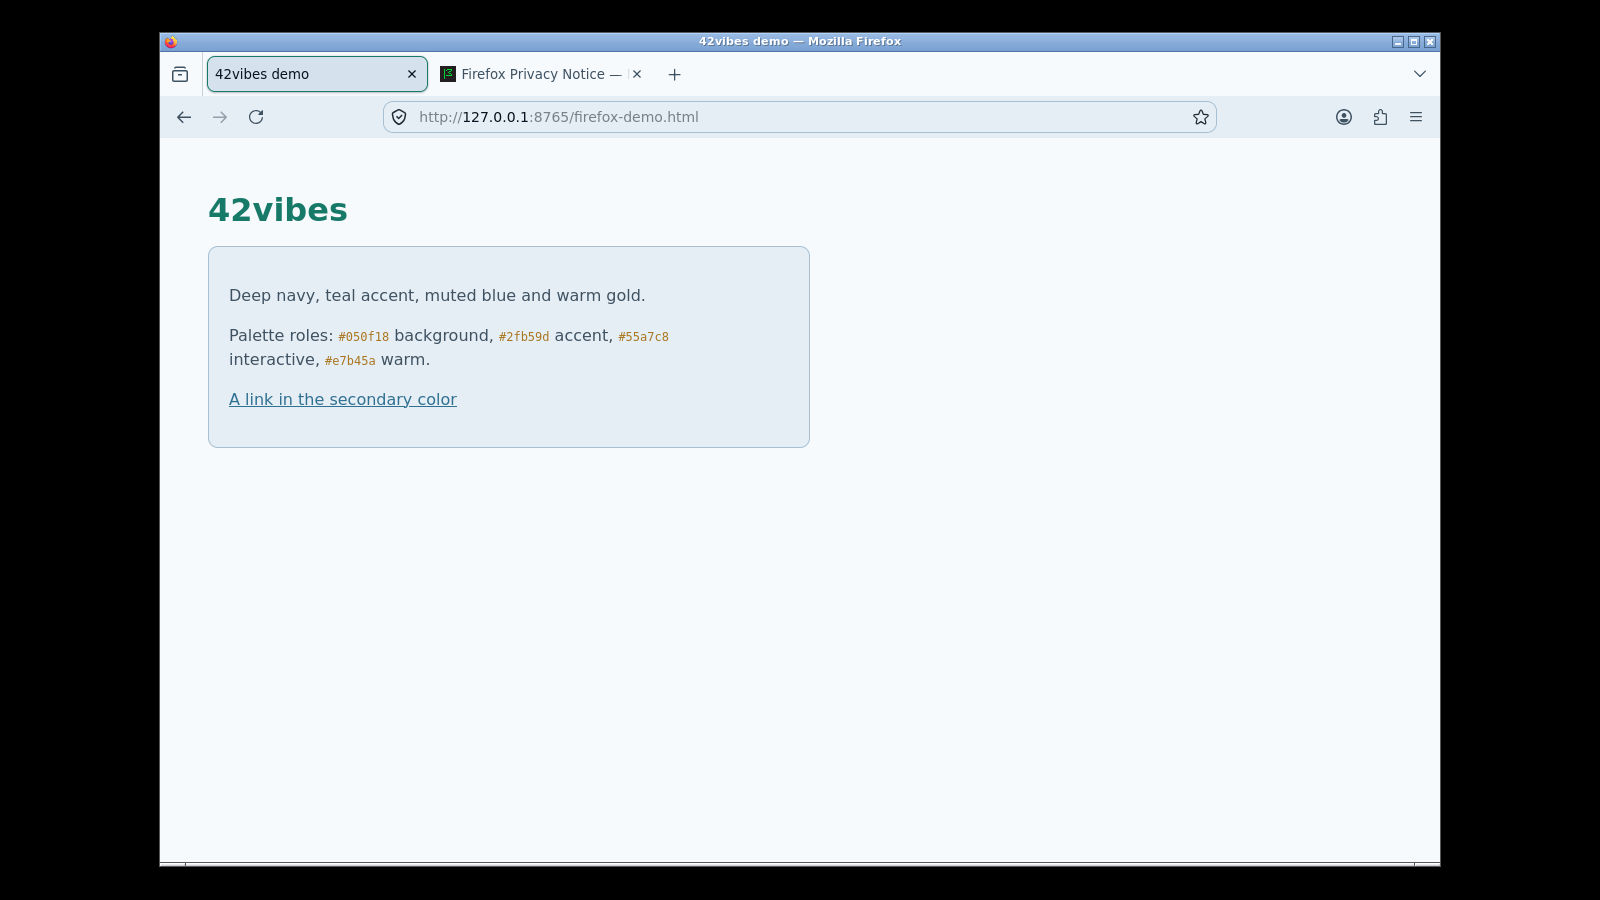 42vibes demo — Mozilla Firefox
42vibes demo
Firefox Privacy Notice —
http://127.0.0.1:8765/firefox-demo.html
42vibes
Deep navy, teal accent, muted blue and warm gold.
Palette roles: #050f18 background, #2fb59d accent, #55a7c8
interactive, #e7b45a warm.
A link in the secondary color